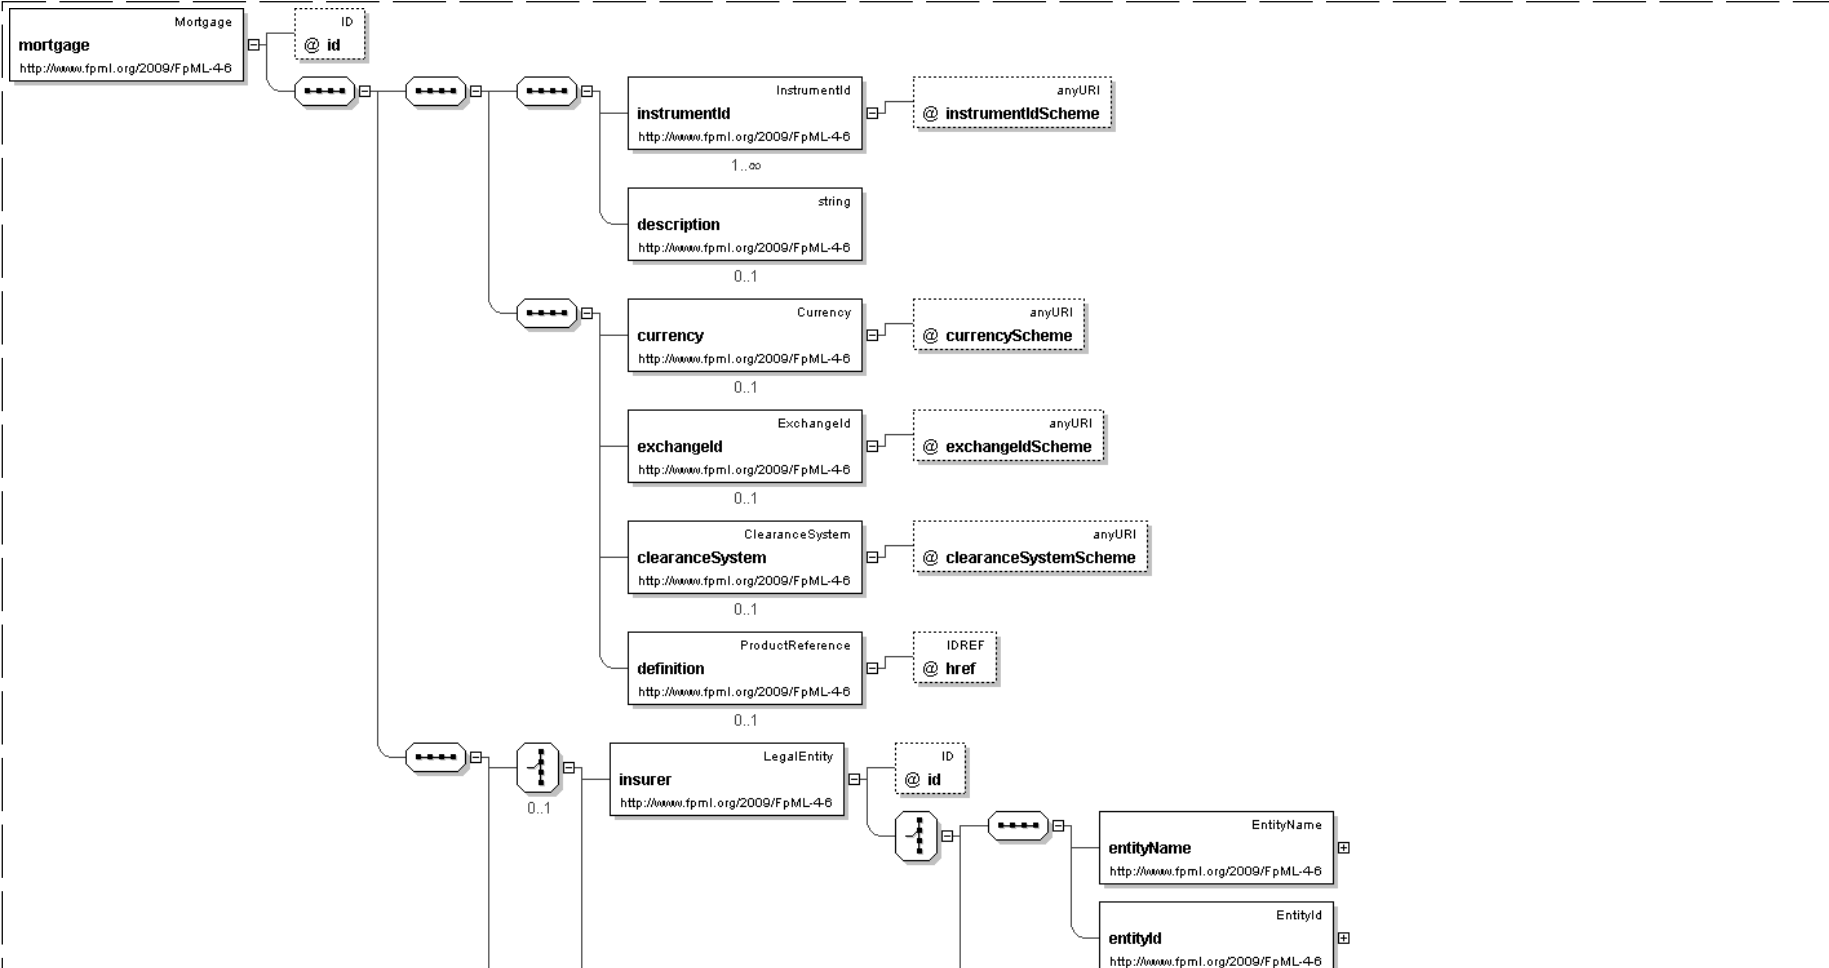 Mortgage
mortgage
http://www.fpml.org/2009/FpML-4-6
ID
@ id
InstrumentId
instrumentId
http://www.fpml.org/2009/FpML-4-6
1..∞
anyURI
@ instrumentIdScheme
string
description
http://www.fpml.org/2009/FpML-4-6
0..1
Currency
currency
http://www.fpml.org/2009/FpML-4-6
0..1
anyURI
@ currencyScheme
ExchangeId
exchangeId
http://www.fpml.org/2009/FpML-4-6
0..1
anyURI
@ exchangeIdScheme
ClearanceSystem
clearanceSystem
http://www.fpml.org/2009/FpML-4-6
0..1
anyURI
@ clearanceSystemScheme
ProductReference
definition
http://www.fpml.org/2009/FpML-4-6
0..1
IDREF
@ href
0..1
LegalEntity
insurer
http://www.fpml.org/2009/FpML-4-6
ID
@ id
EntityName
entityName
http://www.fpml.org/2009/FpML-4-6
EntityId
entityId
http://www.fpml.org/2009/FpML-4-6